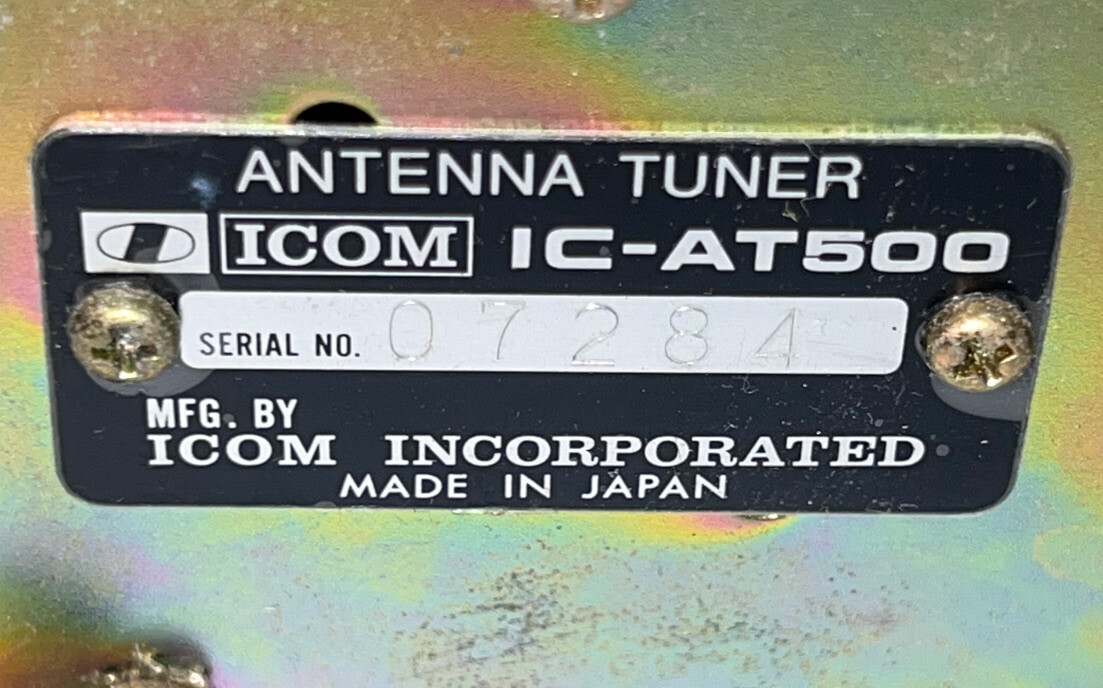 ANTENNA TUNER
ICOM IC-AT500
SERIAL NO. 07284
MFG. BY
ICOM INCORPORATED
MADE IN JAPAN